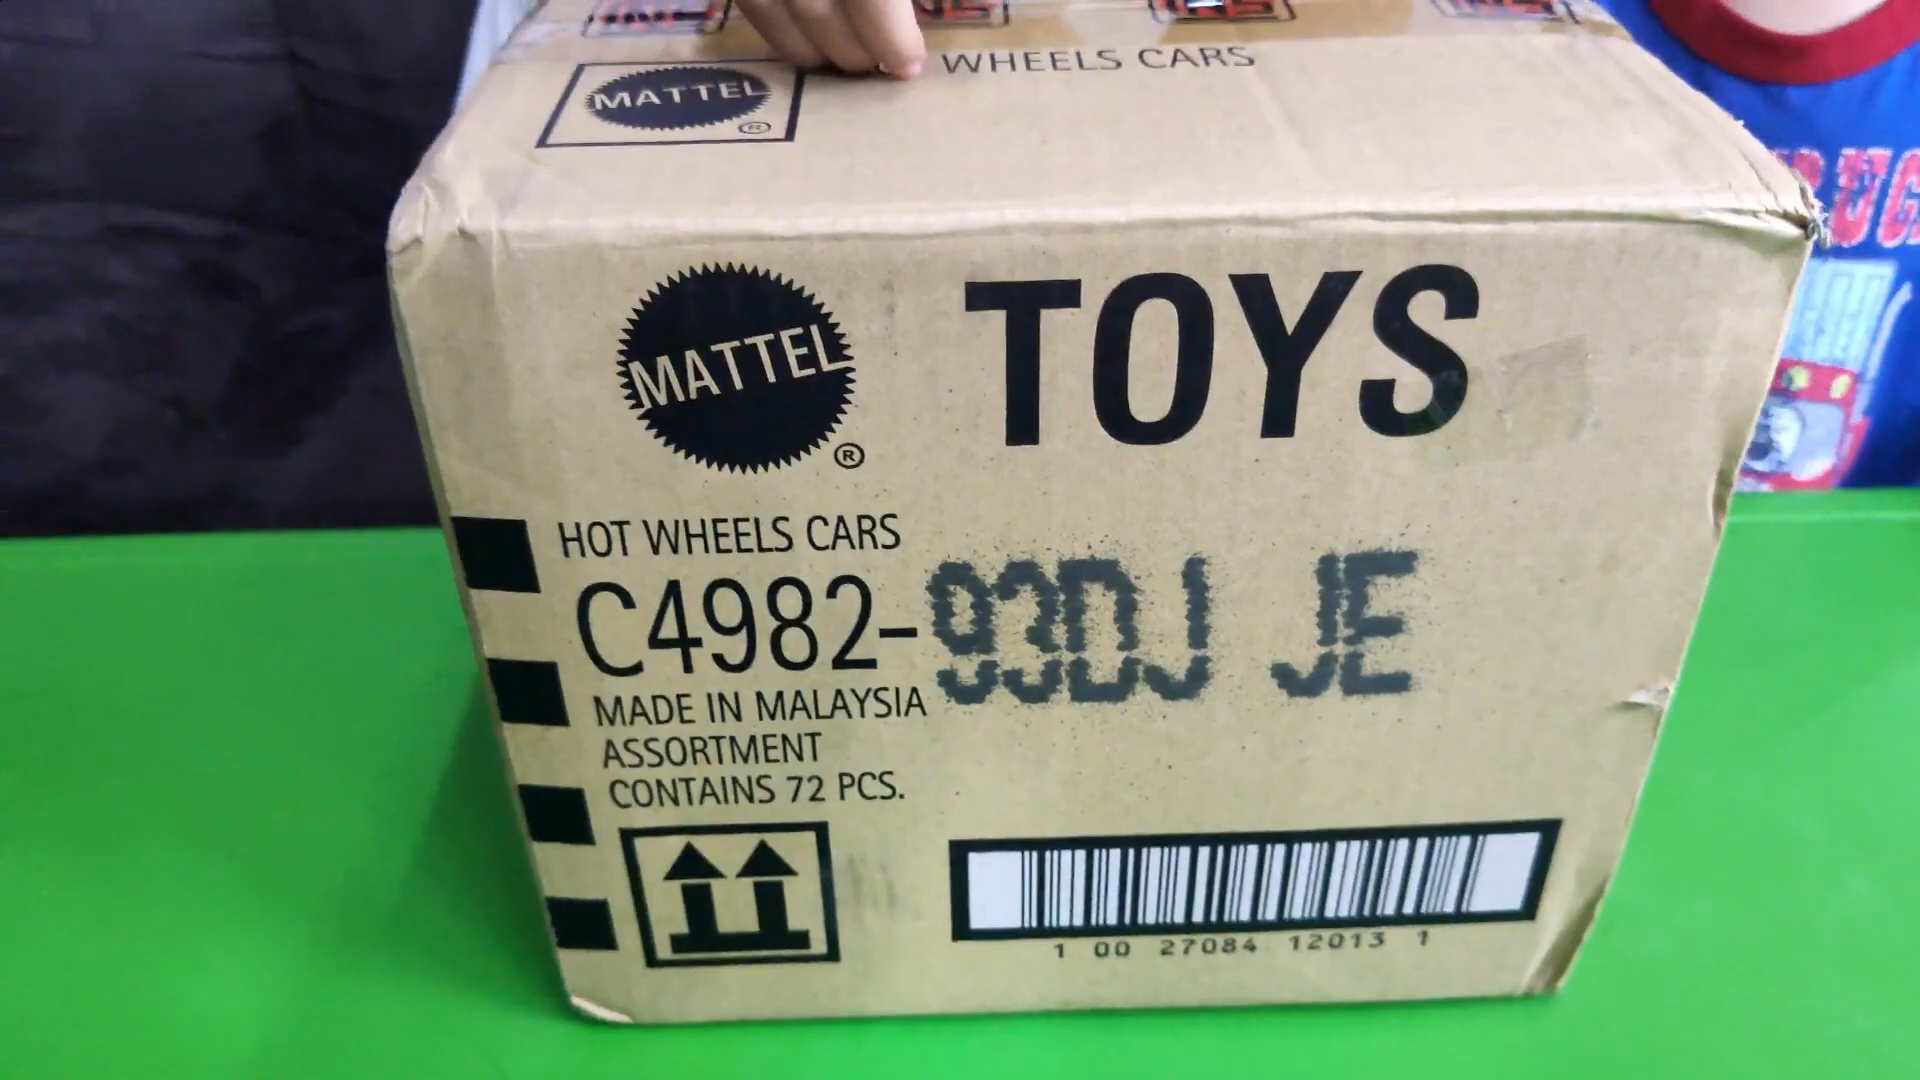 WHEELS CARS
MATTEL
®
MATTEL
®
TOYS
HOT WHEELS CARS
C4982-93DJ JE
MADE IN MALAYSIA
ASSORTMENT
CONTAINS 72 PCS.
1 00 27084 12013 1